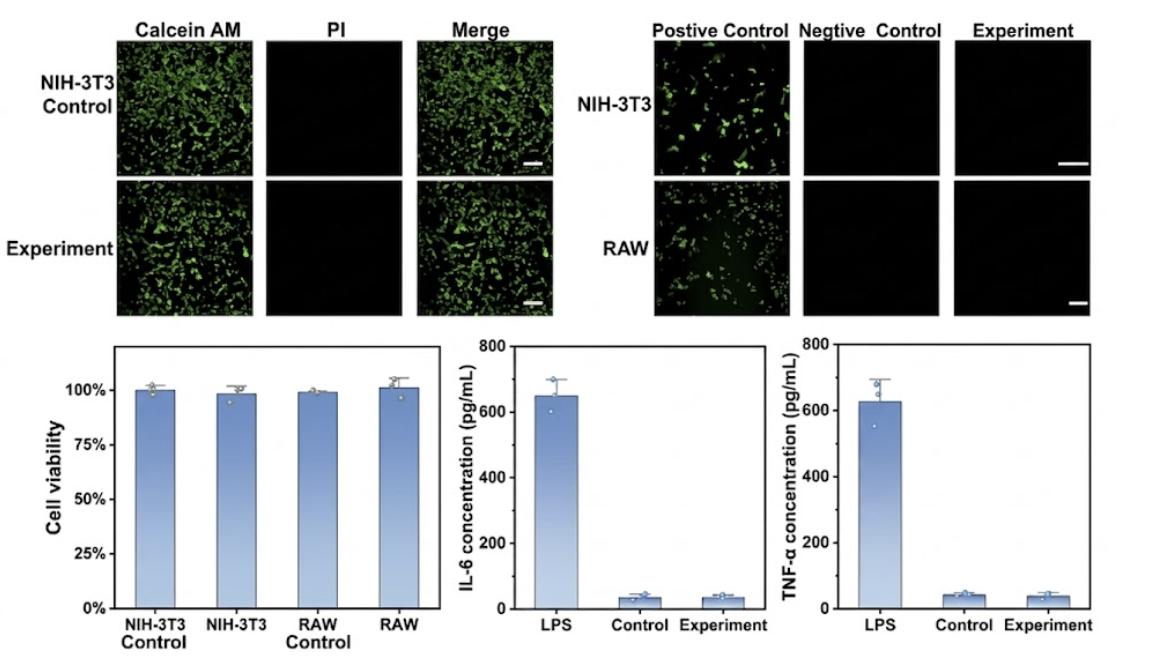 Calcein AM PI Merge
NIH-3T3
Control
Experiment
Postive Control Negtive Control Experiment
NIH-3T3
RAW
Cell viability
100%
75%
50%
25%
0%
NIH-3T3
Control
NIH-3T3
RAW
Control
RAW
IL-6 concentration (pg/mL)
800
600
400
200
0
LPS Control Experiment
TNF-α concentration (pg/mL)
800
600
400
200
0
LPS Control Experiment